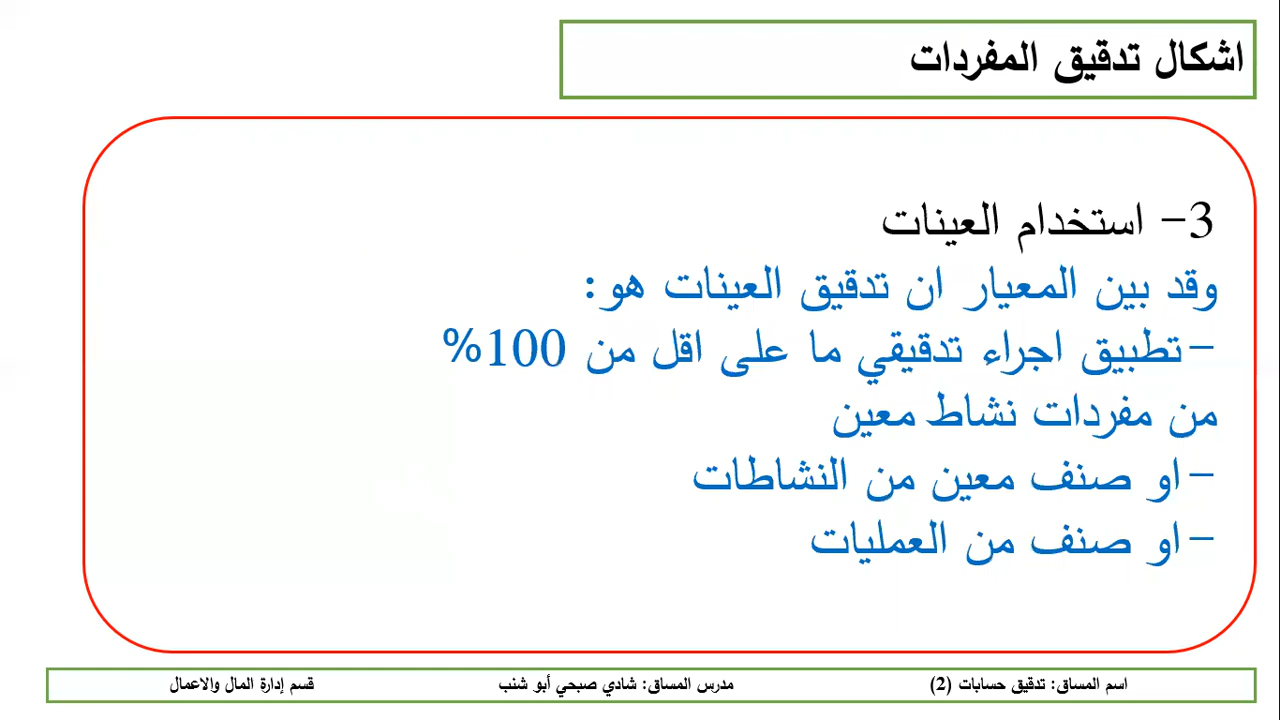 اشكال تدقيق المفردات
3- استخدام العينات
وقد بين المعيار ان تدقيق العينات هو:
-تطبيق اجراء تدقيقي ما على اقل من 100%
من مفردات نشاط معين
-او صنف معين من النشاطات
-او صنف من العمليات
اسم المساق: تدقيق حسابات (2) مدرس المساق: شادي صبحي أبو شنب قسم إدارة المال والاعمال